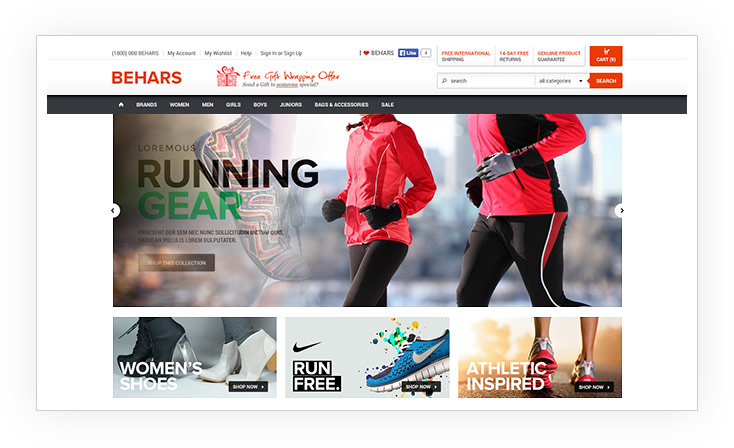 (1800) 000 BEHARS | My Account | My Wishlist | Help | Sign In or Sign Up
I ❤ BEHARS
f Like 4
FREE INTERNATIONAL SHIPPING
14-DAY FREE RETURNS
GENUINE PRODUCT GUARANTEE
CART (6)
BEHARS
Free Gift Wrapping Offer
Send a Gift to someone special?
search
all categories
SEARCH
BRANDS WOMEN MEN GIRLS BOYS JUNIORS BAGS & ACCESSORIES SALE
LOREMOUS
RUNNING
GEAR
PRAESENT DER SEM NEC NUNC SOLLICITUDIN DICTUM QUIS,
SAENEAN POCULIS LOREM DULPUTATER.
SHOP THIS COLLECTION
WOMEN'S
SHOES
SHOP NOW
RUN
FREE.
SHOP NOW
ATHLETIC
INSPIRED
SHOP NOW